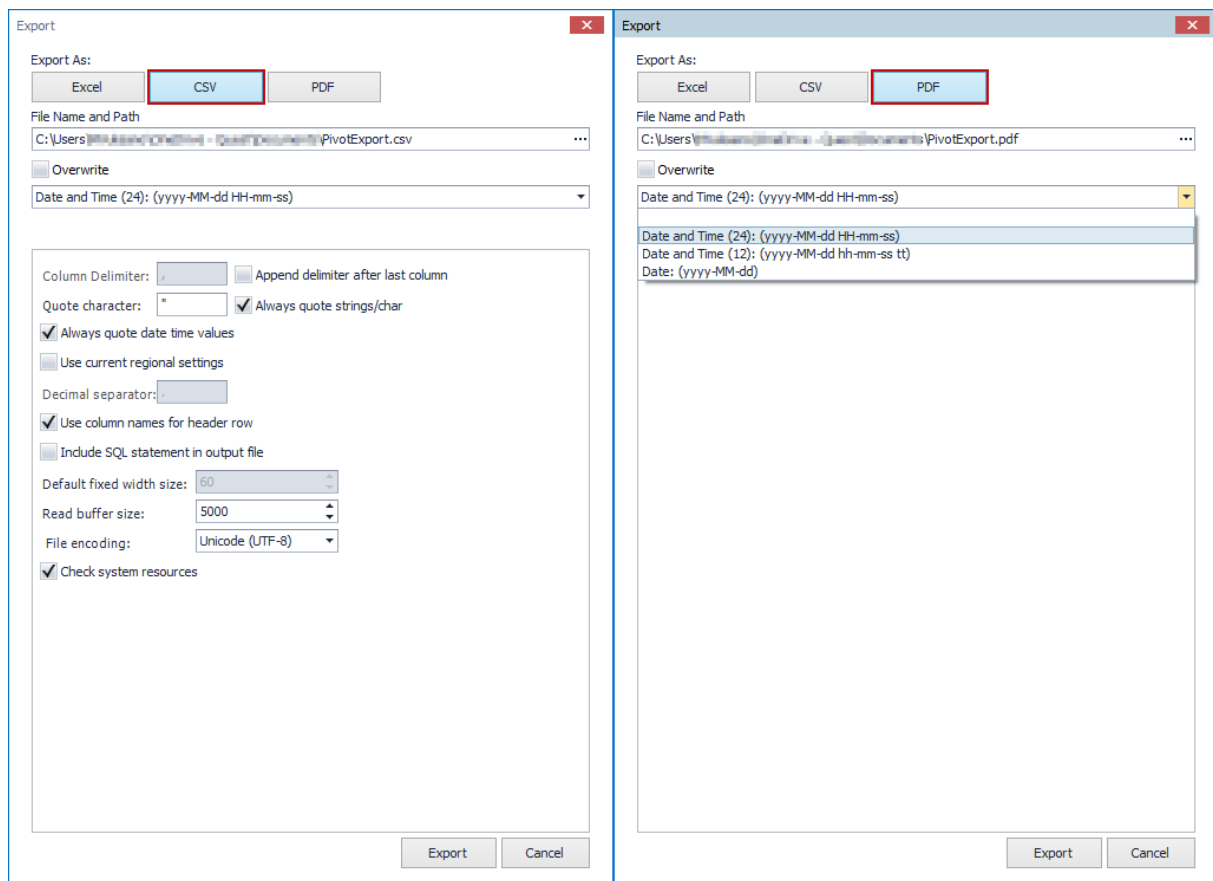 Export
Export As:
Excel CSV PDF
File Name and Path
C:\Users\ \PivotExport.csv ...
Overwrite
Date and Time (24): (yyyy-MM-dd HH-mm-ss)
Column Delimiter: , Append delimiter after last column
Quote character: " Always quote strings/char
Always quote date time values
Use current regional settings
Decimal separator: .
Use column names for header row
Include SQL statement in output file
Default fixed width size: 60
Read buffer size: 5000
File encoding: Unicode (UTF-8)
Check system resources
Export Cancel
Export
Export As:
Excel CSV PDF
File Name and Path
C:\Users\ \PivotExport.pdf ...
Overwrite
Date and Time (24): (yyyy-MM-dd HH-mm-ss)
Date and Time (24): (yyyy-MM-dd HH-mm-ss)
Date and Time (12): (yyyy-MM-dd hh-mm-ss tt)
Date: (yyyy-MM-dd)
Export Cancel